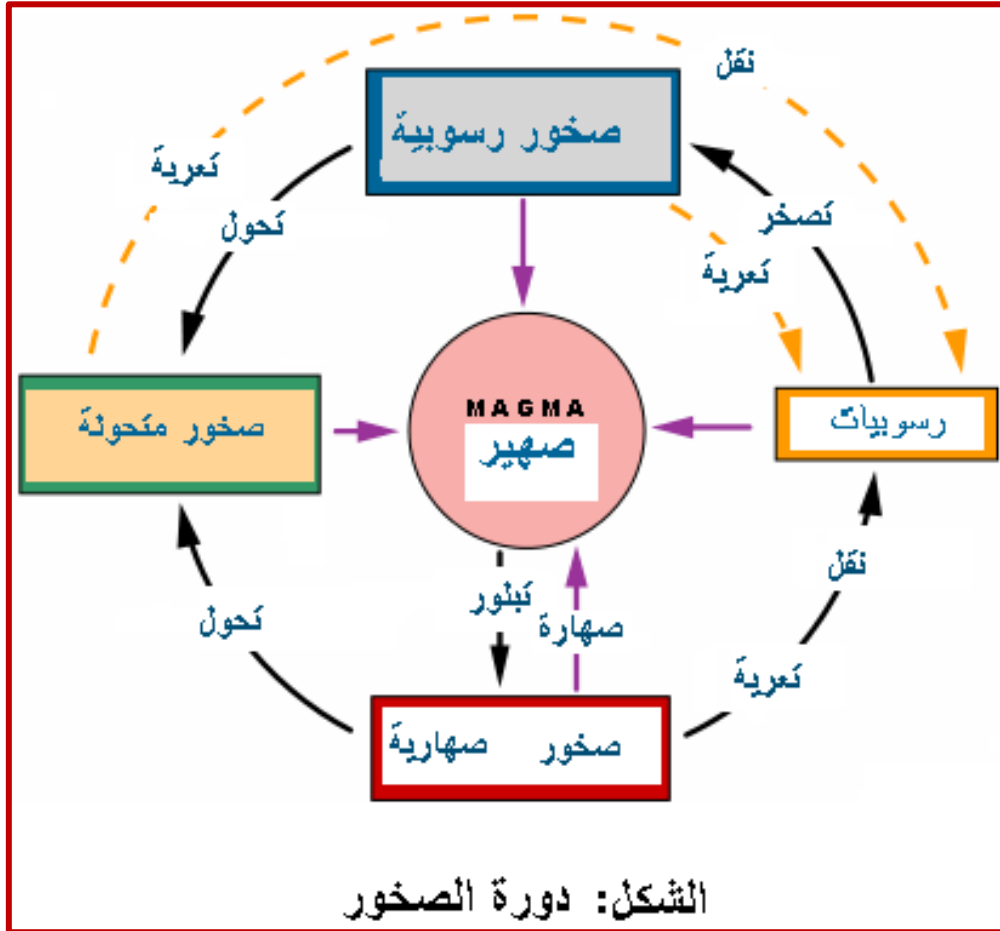 نقل
صخور رسوبية
تعرية
تصخر
تحول
تعرية
MAGMA
صهير
صخور متحولة
رسوبيات
نقل
تبلور
صهارة
تحول
تعرية
صخور صهارية
الشكل: دورة الصخور